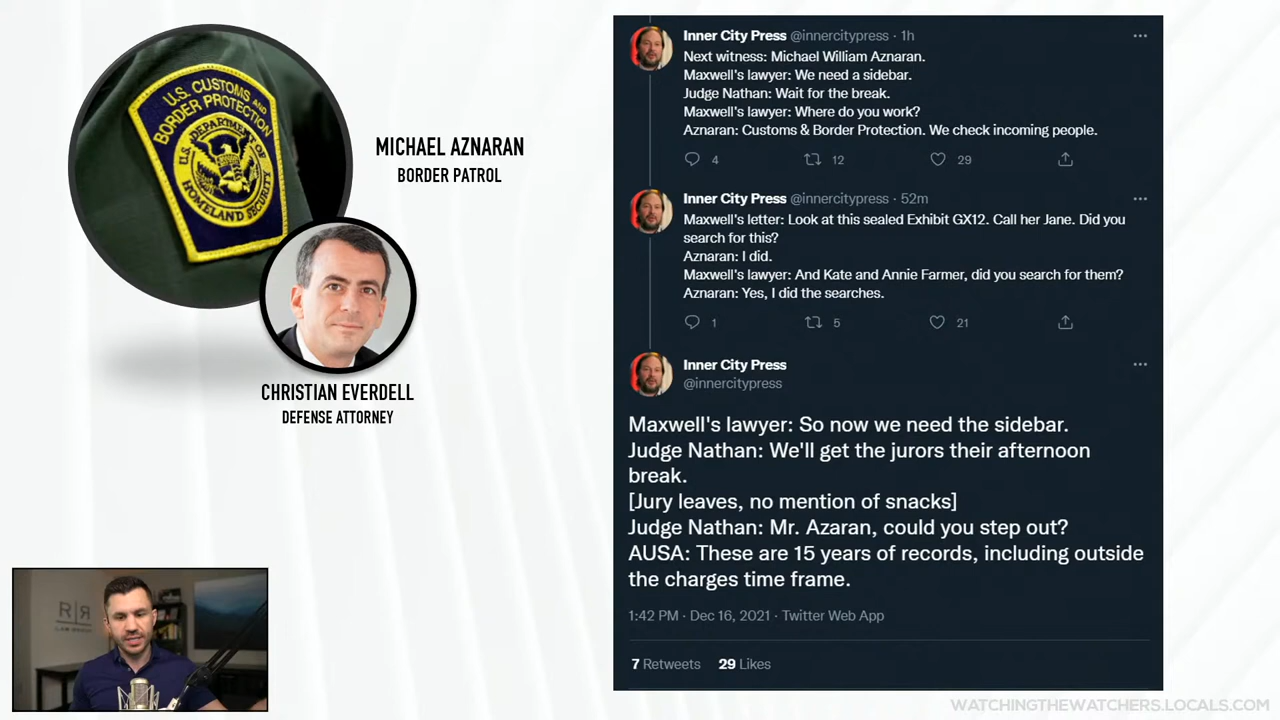 U.S. CUSTOMS AND
BORDER PROTECTION
U.S. DEPARTMENT OF
HOMELAND SECURITY
MICHAEL AZNARAN
BORDER PATROL
CHRISTIAN EVERDELL
DEFENSE ATTORNEY
R|R
LAW GROUP
Inner City Press @innercitypress · 1h
Next witness: Michael William Aznaran.
Maxwell's lawyer: We need a sidebar.
Judge Nathan: Wait for the break.
Maxwell's lawyer: Where do you work?
Aznaran: Customs & Border Protection. We check incoming people.
4 12 29
Inner City Press @innercitypress · 52m
Maxwell's letter: Look at this sealed Exhibit GX12. Call her Jane. Did you
search for this?
Aznaran: I did.
Maxwell's lawyer: And Kate and Annie Farmer, did you search for them?
Aznaran: Yes, I did the searches.
1 5 21
Inner City Press
@innercitypress
Maxwell's lawyer: So now we need the sidebar.
Judge Nathan: We'll get the jurors their afternoon
break.
[Jury leaves, no mention of snacks]
Judge Nathan: Mr. Azaran, could you step out?
AUSA: These are 15 years of records, including outside
the charges time frame.
1:42 PM · Dec 16, 2021 · Twitter Web App
7 Retweets 29 Likes
WATCHINGTHEWATCHERS.LOCALS.COM